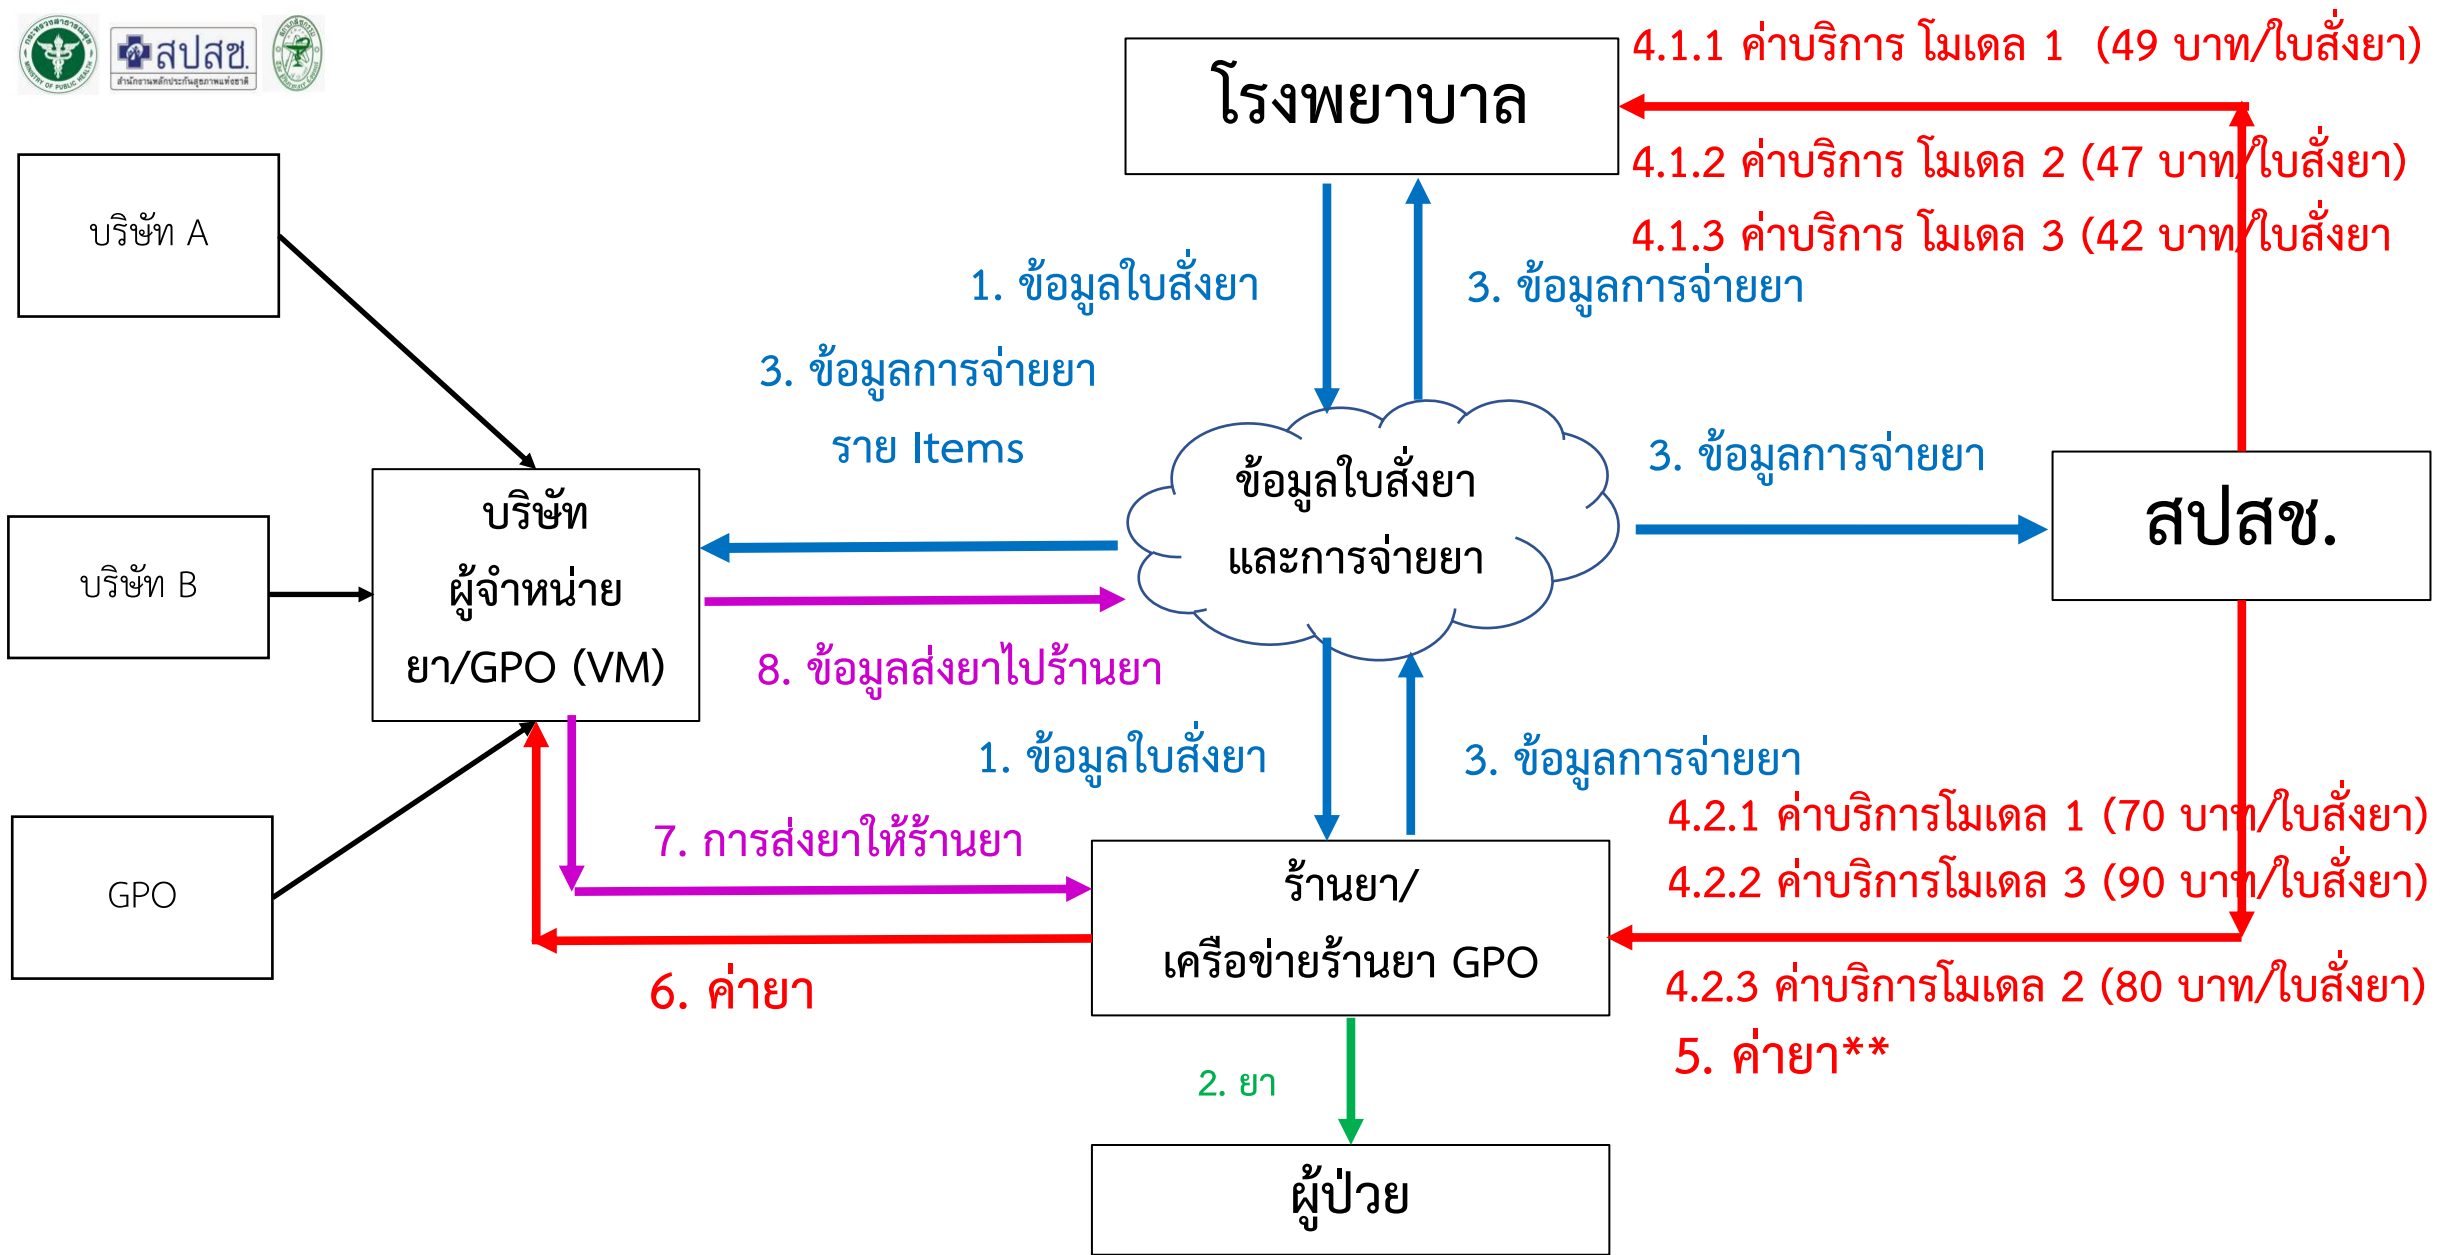 กระทรวงสาธารณสุข
MINISTRY OF PUBLIC HEALTH
สปสช.
สำนักงานหลักประกันสุขภาพแห่งชาติ
โรงพยาบาล
4.1.1 ค่าบริการ โมเดล 1 (49 บาท/ใบสั่งยา)
4.1.2 ค่าบริการ โมเดล 2 (47 บาท/ใบสั่งยา)
4.1.3 ค่าบริการ โมเดล 3 (42 บาท/ใบสั่งยา
บริษัท A
1. ข้อมูลใบสั่งยา
3. ข้อมูลการจ่ายยา
3. ข้อมูลการจ่ายยา
ราย Items
ข้อมูลใบสั่งยา
และการจ่ายยา
3. ข้อมูลการจ่ายยา
สปสช.
บริษัท
ผู้จำหน่าย
ยา/GPO (VM)
บริษัท B
8. ข้อมูลส่งยาไปร้านยา
1. ข้อมูลใบสั่งยา
3. ข้อมูลการจ่ายยา
4.2.1 ค่าบริการโมเดล 1 (70 บาท/ใบสั่งยา)
4.2.2 ค่าบริการโมเดล 3 (90 บาท/ใบสั่งยา)
7. การส่งยาให้ร้านยา
GPO
ร้านยา/
เครือข่ายร้านยา GPO
6. ค่ายา
4.2.3 ค่าบริการโมเดล 2 (80 บาท/ใบสั่งยา)
5. ค่ายา**
2. ยา
ผู้ป่วย